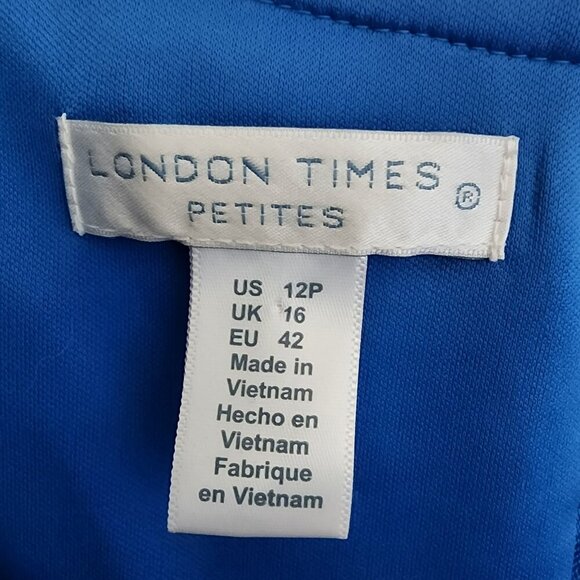 LONDON TIMES ®
PETITES
US 12P
UK 16
EU 42
Made in
Vietnam
Hecho en
Vietnam
Fabrique
en Vietnam